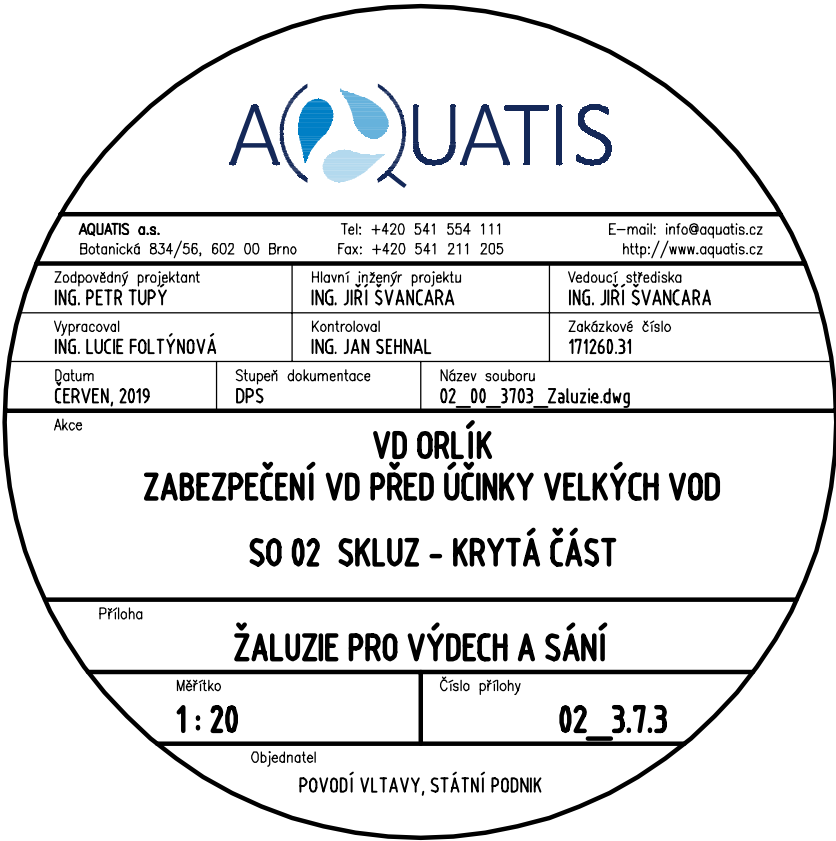 AQUATIS
AQUATIS a.s. Tel: +420 541 554 111 E-mail: info@aquatis.cz
Botanická 834/56, 602 00 Brno Fax: +420 541 211 205 http://www.aquatis.cz
Zodpovědný projektant Hlavní inženýr projektu Vedoucí střediska
ING. PETR TUPÝ ING. JIŘÍ ŠVANCARA ING. JIŘÍ ŠVANCARA
Vypracoval Kontroloval Zakázkové číslo
ING. LUCIE FOLTÝNOVÁ ING. JAN SEHNAL 171260.31
Datum Stupeň dokumentace Název souboru
ČERVEN, 2019 DPS 02_00_3703_Zaluzie.dwg
Akce
VD ORLÍK
ZABEZPEČENÍ VD PŘED ÚČINKY VELKÝCH VOD
SO 02 SKLUZ - KRYTÁ ČÁST
Příloha
ŽALUZIE PRO VÝDECH A SÁNÍ
Měřítko Číslo přílohy
1 : 20 02_3.7.3
Objednatel
POVODÍ VLTAVY, STÁTNÍ PODNIK